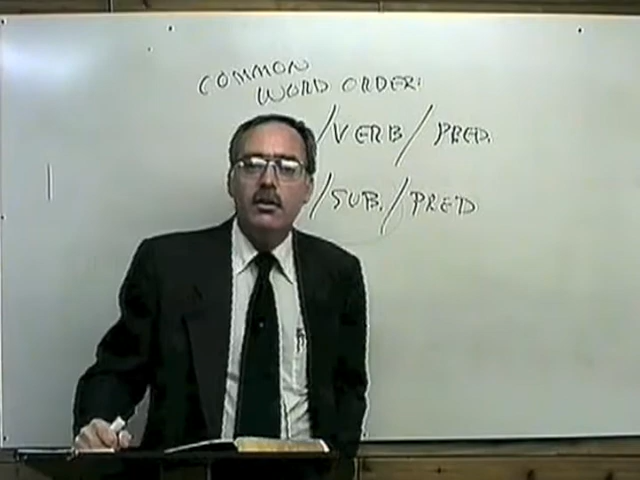 COMMON
WORD ORDER:
/ VERB / PRED.
/ SUB. / PRED